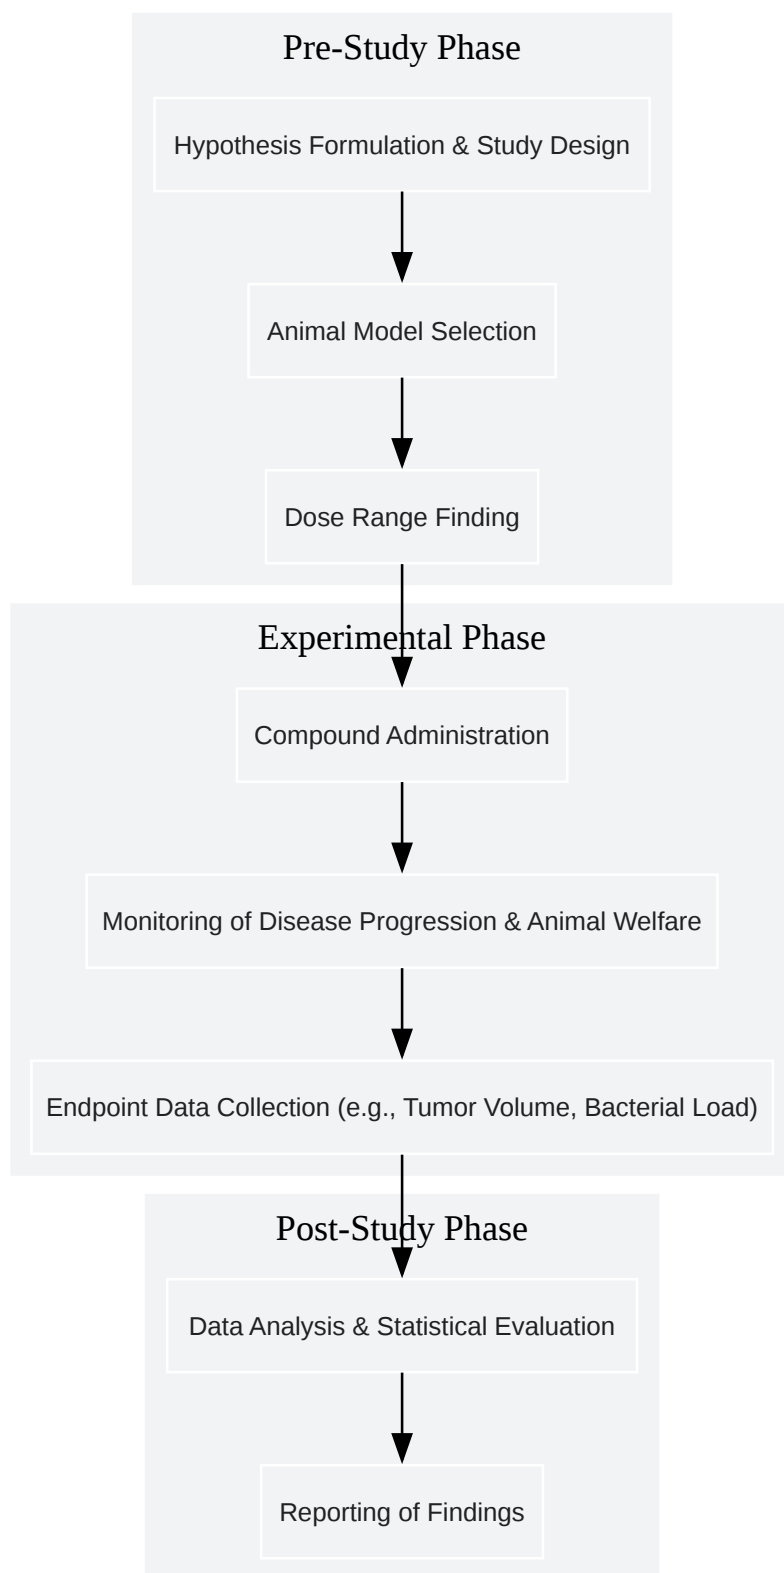 Pre-Study Phase
Hypothesis Formulation & Study Design
Animal Model Selection
Dose Range Finding
Experimental Phase
Compound Administration
Monitoring of Disease Progression & Animal Welfare
Endpoint Data Collection (e.g., Tumor Volume, Bacterial Load)
Post-Study Phase
Data Analysis & Statistical Evaluation
Reporting of Findings